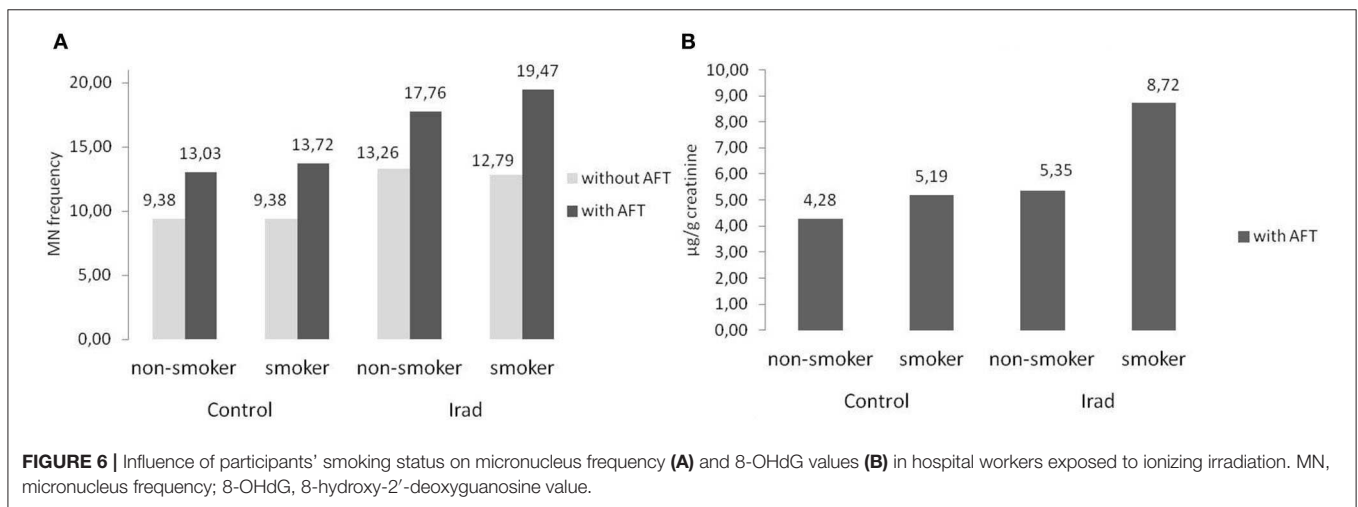 A
MN frequency
20,00
15,00
10,00
5,00
0,00
9,38
13,03
9,38
13,72
13,26
17,76
12,79
19,47
non-smoker smoker non-smoker smoker
Control Irad
without AFT
with AFT
B
µg/g creatinine
10,00
9,00
8,00
7,00
6,00
5,00
4,00
3,00
2,00
1,00
0,00
4,28
5,19
5,35
8,72
non-smoker smoker non-smoker smoker
Control Irad
with AFT
FIGURE 6 | Influence of participants' smoking status on micronucleus frequency (A) and 8-OHdG values (B) in hospital workers exposed to ionizing irradiation. MN,
micronucleus frequency; 8-OHdG, 8-hydroxy-2′-deoxyguanosine value.